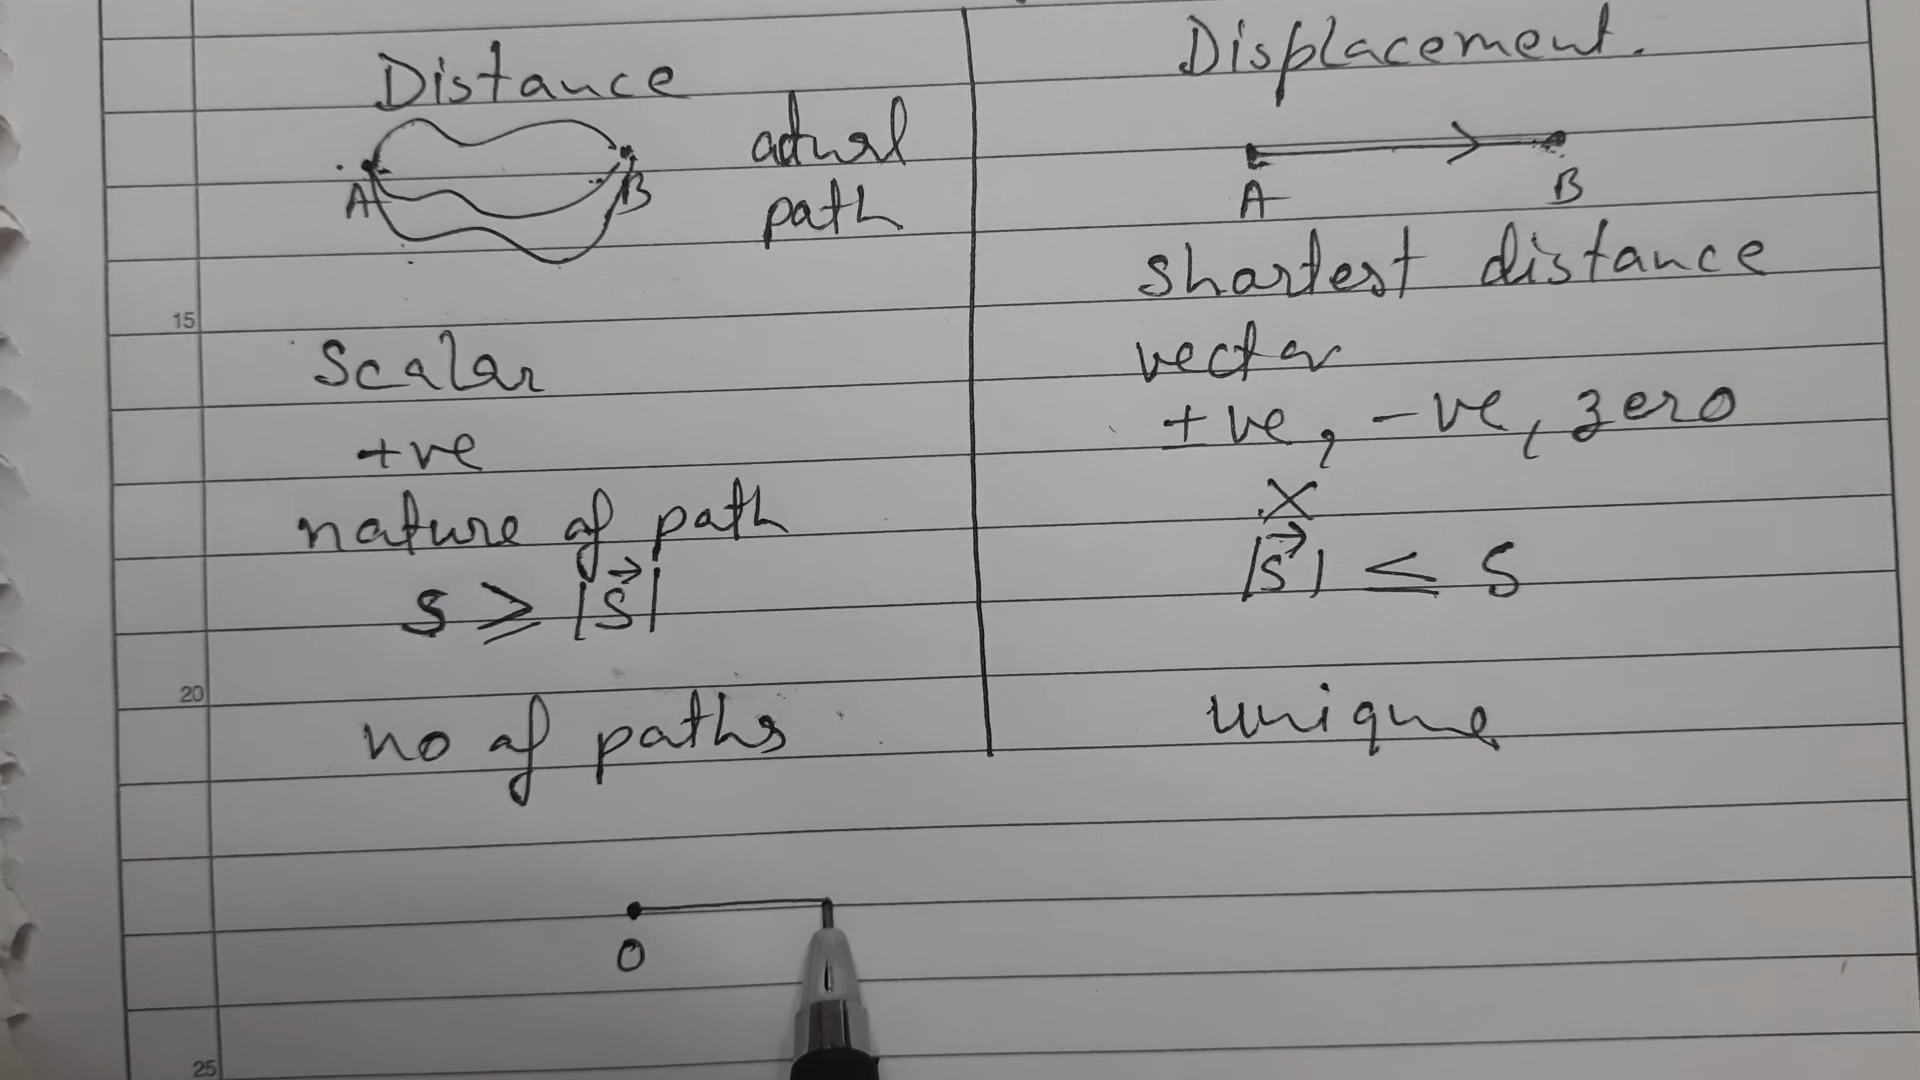 Distance
Displacement.
A
B
actual
path
A
B
shortest distance
15
Scalar
vector
+ve
+ve, -ve, zero
nature of path
X
s ≥ |s⃗|
|s⃗| ≤ s
20
no of paths
unique
O
25